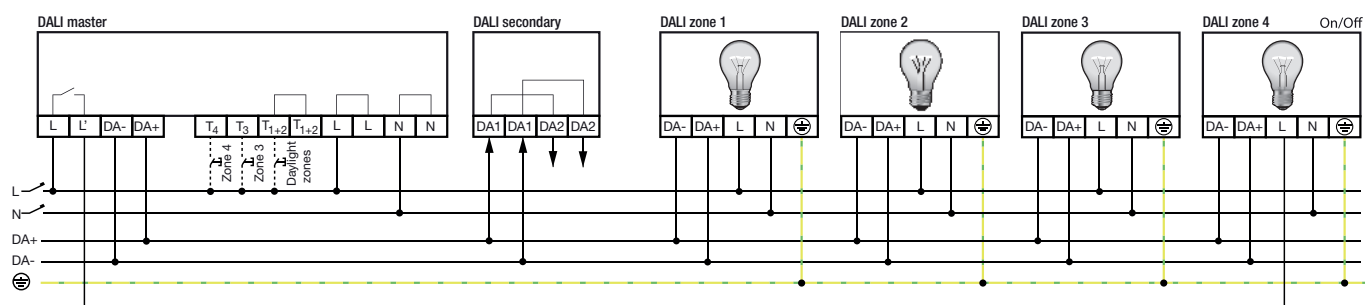 DALI master DALI secondary DALI zone 1 DALI zone 2 DALI zone 3 DALI zone 4 On/Off
L L' DA- DA+ T4 T3 T1+2 T1+2 L L N N DA1 DA1 DA2 DA2 DA- DA+ L N DA- DA+ L N DA- DA+ L N DA- DA+ L N
Zone 4
Zone 3
Daylight
zones
L
N
DA+
DA-